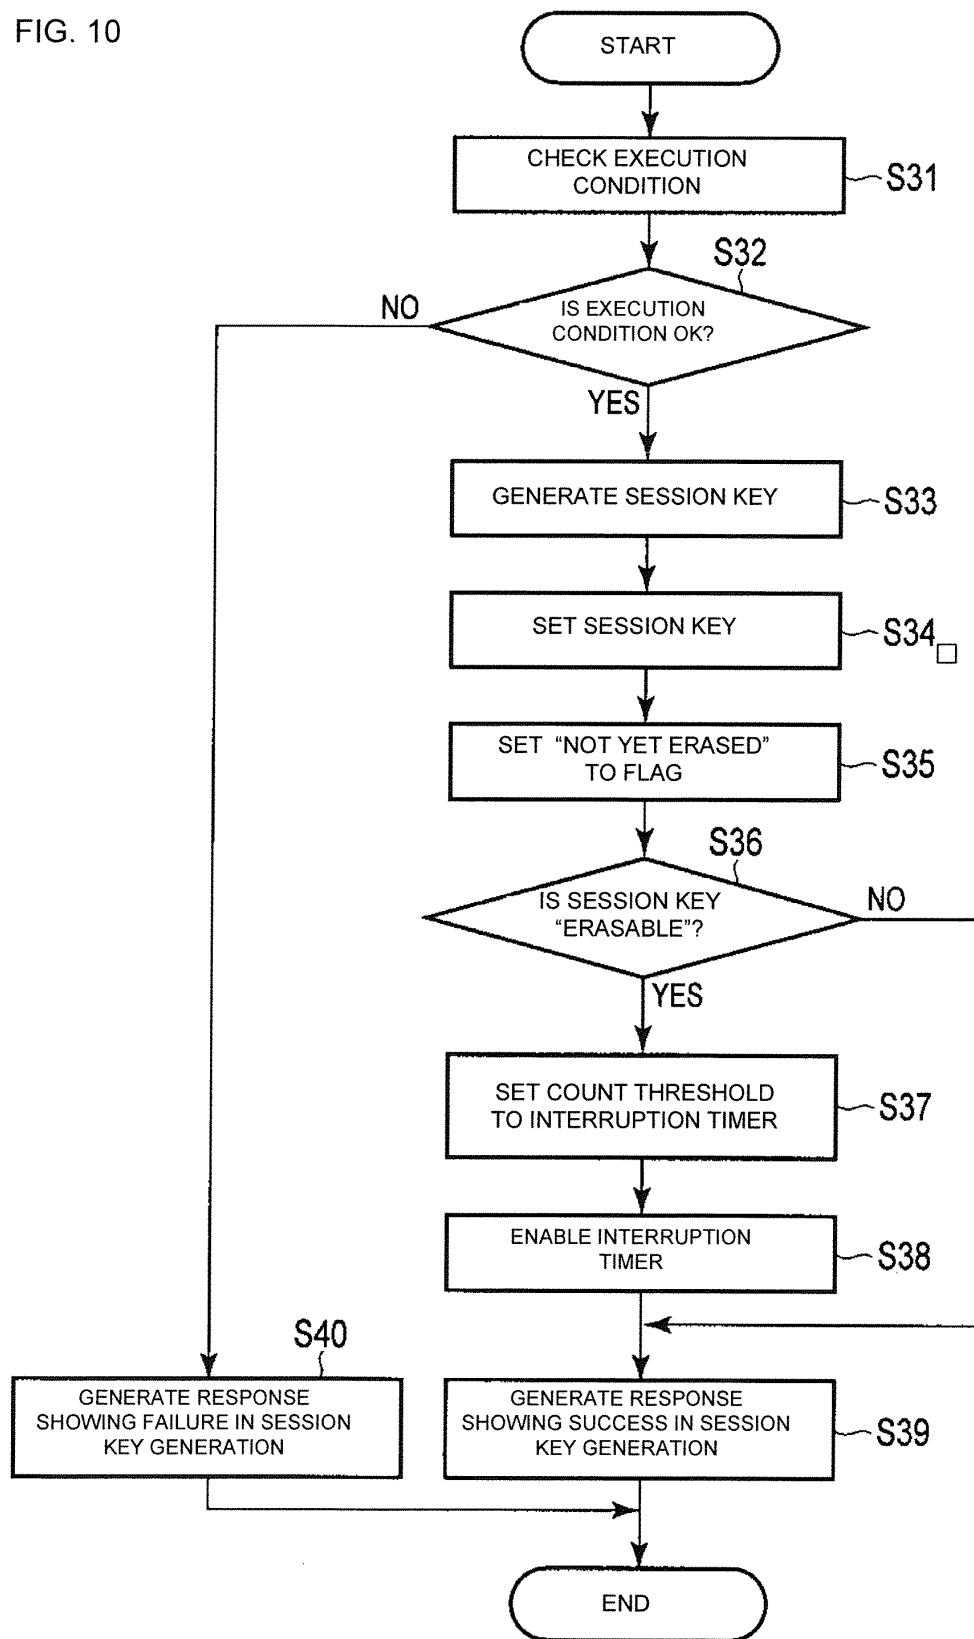 FIG. 10
START
CHECK EXECUTION
CONDITION
S31
S32
IS EXECUTION
CONDITION OK?
NO
YES
GENERATE SESSION KEY
S33
SET SESSION KEY
S34
SET “NOT YET ERASED”
TO FLAG
S35
S36
IS SESSION KEY
“ERASABLE”?
NO
YES
SET COUNT THRESHOLD
TO INTERRUPTION TIMER
S37
ENABLE INTERRUPTION
TIMER
S38
S40
GENERATE RESPONSE
SHOWING FAILURE IN SESSION
KEY GENERATION
GENERATE RESPONSE
SHOWING SUCCESS IN SESSION
KEY GENERATION
S39
END